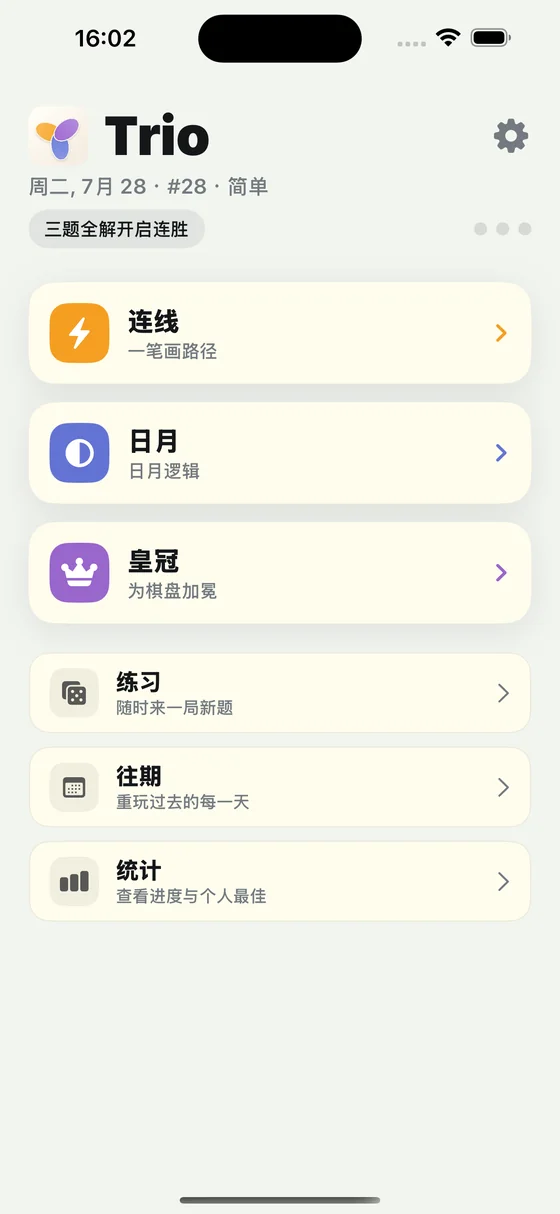 16:02
Trio
周二, 7月 28 · #28 · 简单
三题全解开启连胜
连线
一笔画路径
日月
日月逻辑
皇冠
为棋盘加冕
练习
随时来一局新题
往期
重玩过去的每一天
统计
查看进度与个人最佳